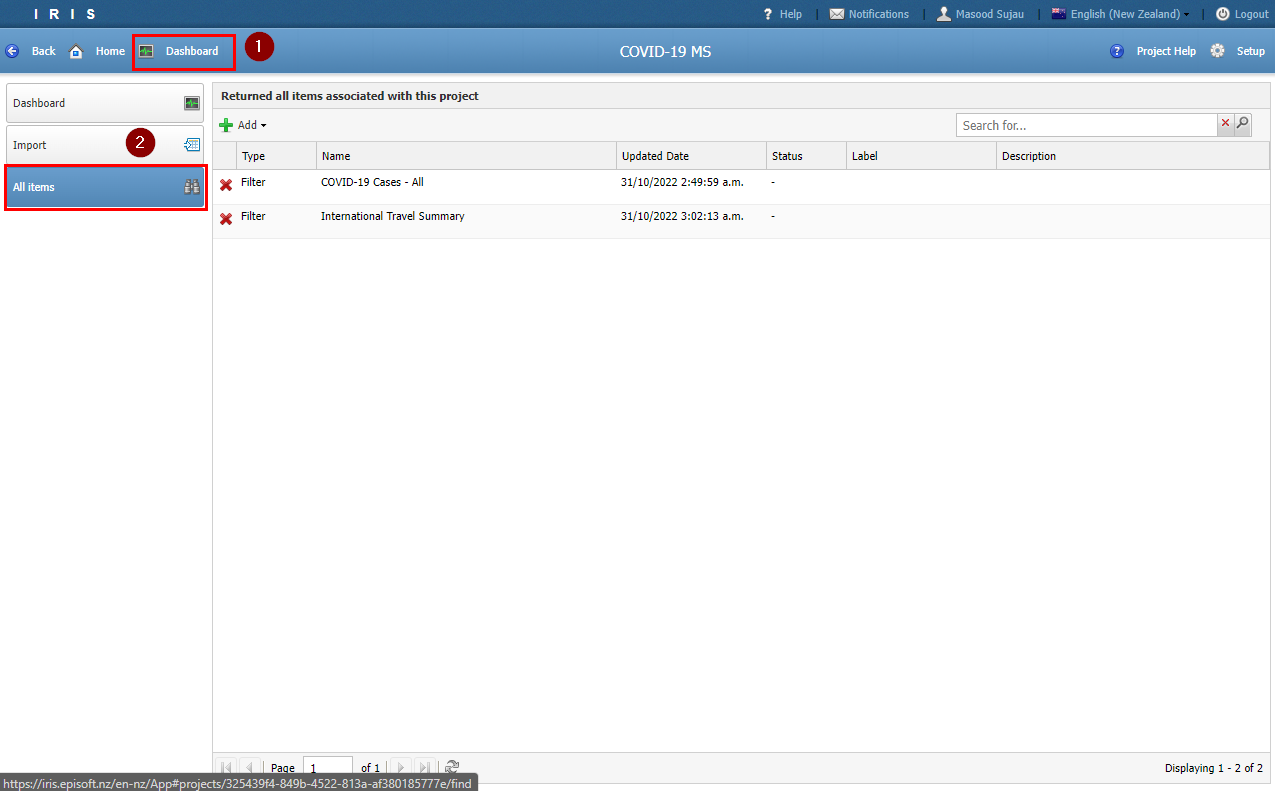 I R I S
? Help | Notifications | Masood Sujau | English (New Zealand) | Logout
Back Home Dashboard 1 COVID-19 MS ? Project Help Setup
Dashboard
Import 2
All items
Returned all items associated with this project
Add
Search for...
Type Name Updated Date Status Label Description
Filter COVID-19 Cases - All 31/10/2022 2:49:59 a.m. -
Filter International Travel Summary 31/10/2022 3:02:13 a.m. -
Page 1 of 1 Displaying 1 - 2 of 2
https://iris.episoft.nz/en-nz/App#projects/325439f4-849b-4522-813a-af380185777e/find